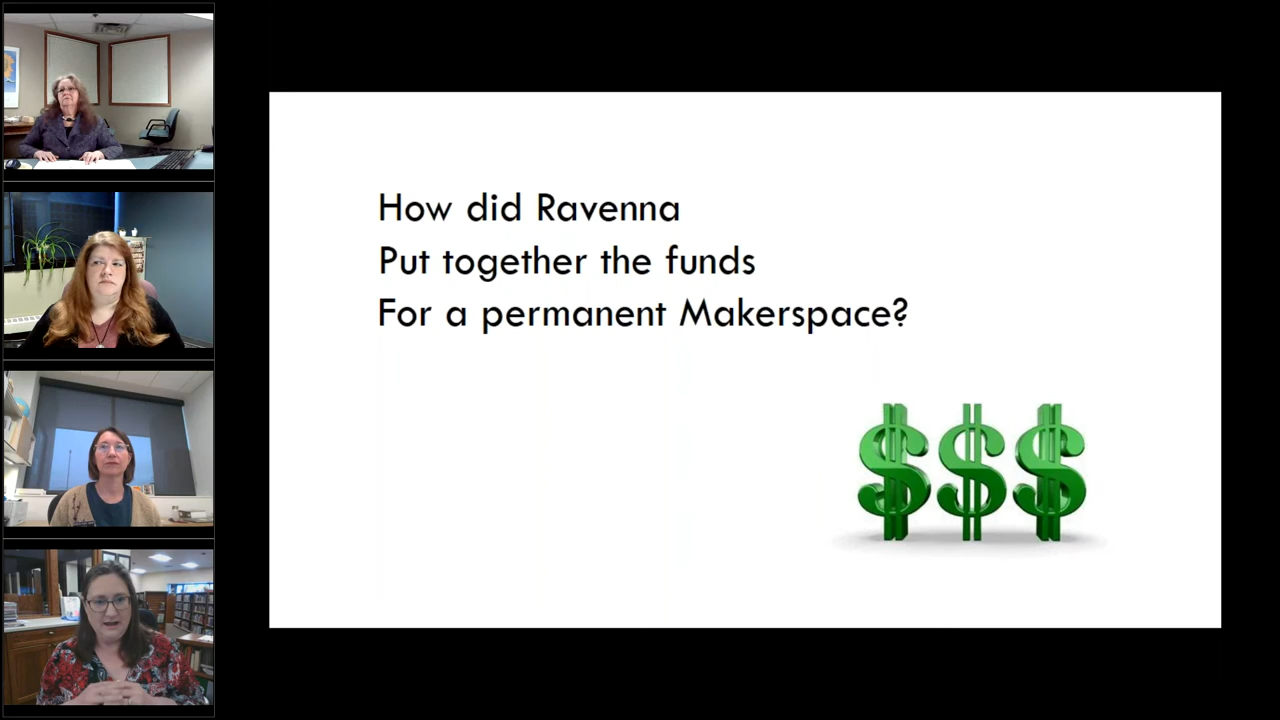 How did Ravenna
Put together the funds
For a permanent Makerspace?
$$$